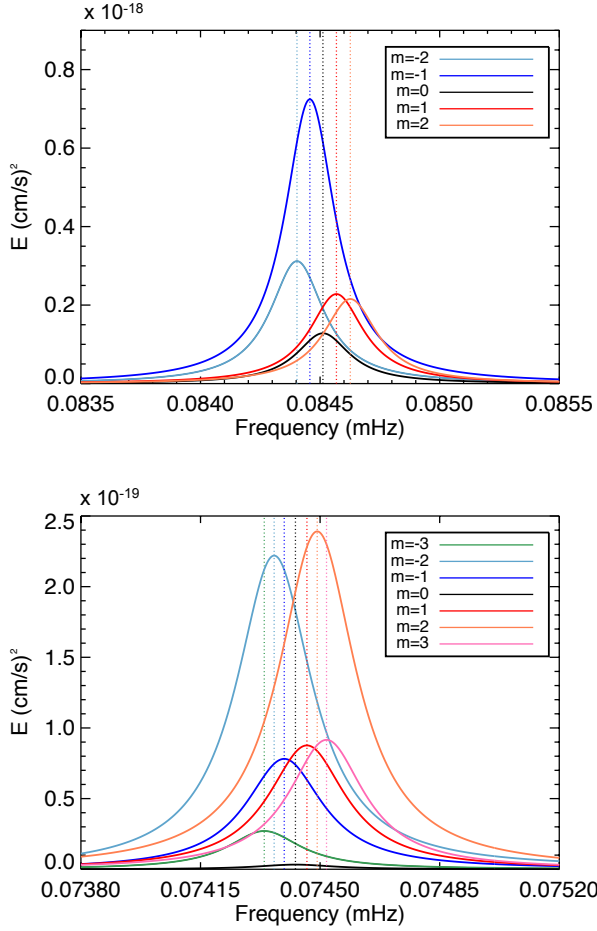 x 10-18
E (cm/s)2
0.8
0.6
0.4
0.2
0.0
m=-2
m=-1
m=0
m=1
m=2
0.0835 0.0840 0.0845 0.0850 0.0855
Frequency (mHz)
x 10-19
E (cm/s)2
2.5
2.0
1.5
1.0
0.5
0.0
m=-3
m=-2
m=-1
m=0
m=1
m=2
m=3
0.07380 0.07415 0.07450 0.07485 0.07520
Frequency (mHz)